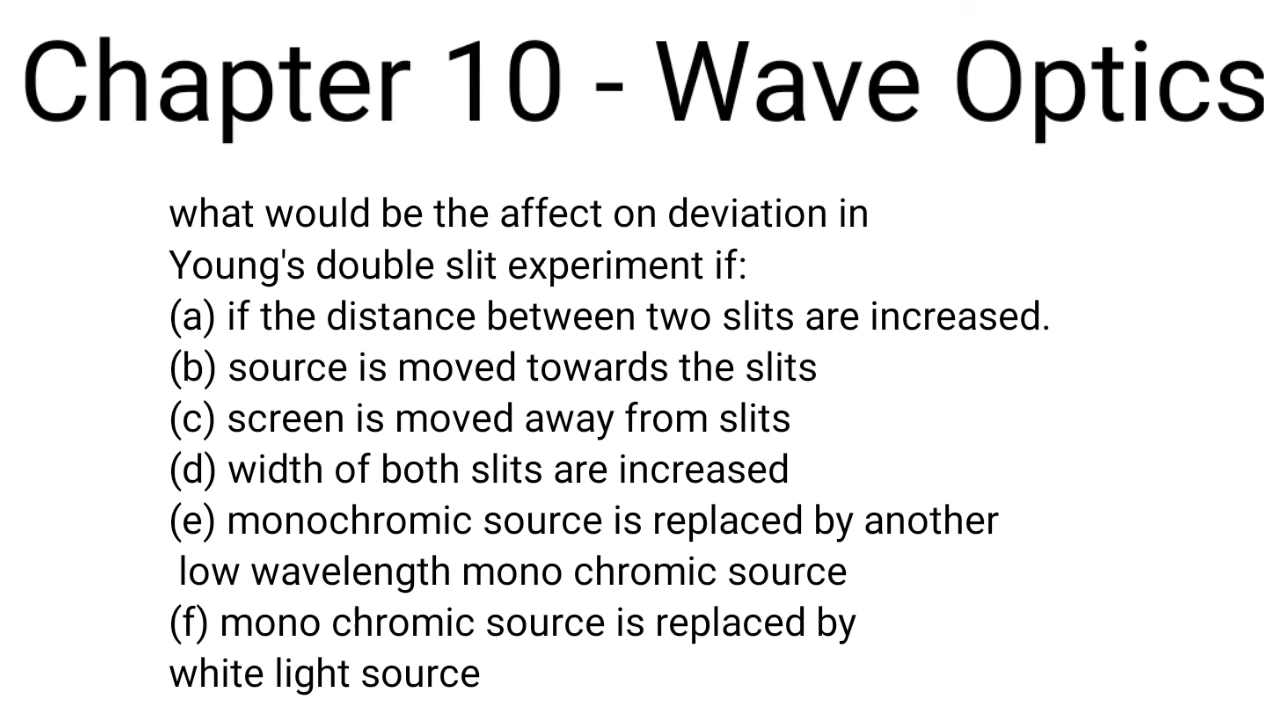 Chapter 10 - Wave Optics
what would be the affect on deviation in
Young's double slit experiment if:
(a) if the distance between two slits are increased.
(b) source is moved towards the slits
(c) screen is moved away from slits
(d) width of both slits are increased
(e) monochromic source is replaced by another
low wavelength mono chromic source
(f) mono chromic source is replaced by
white light source